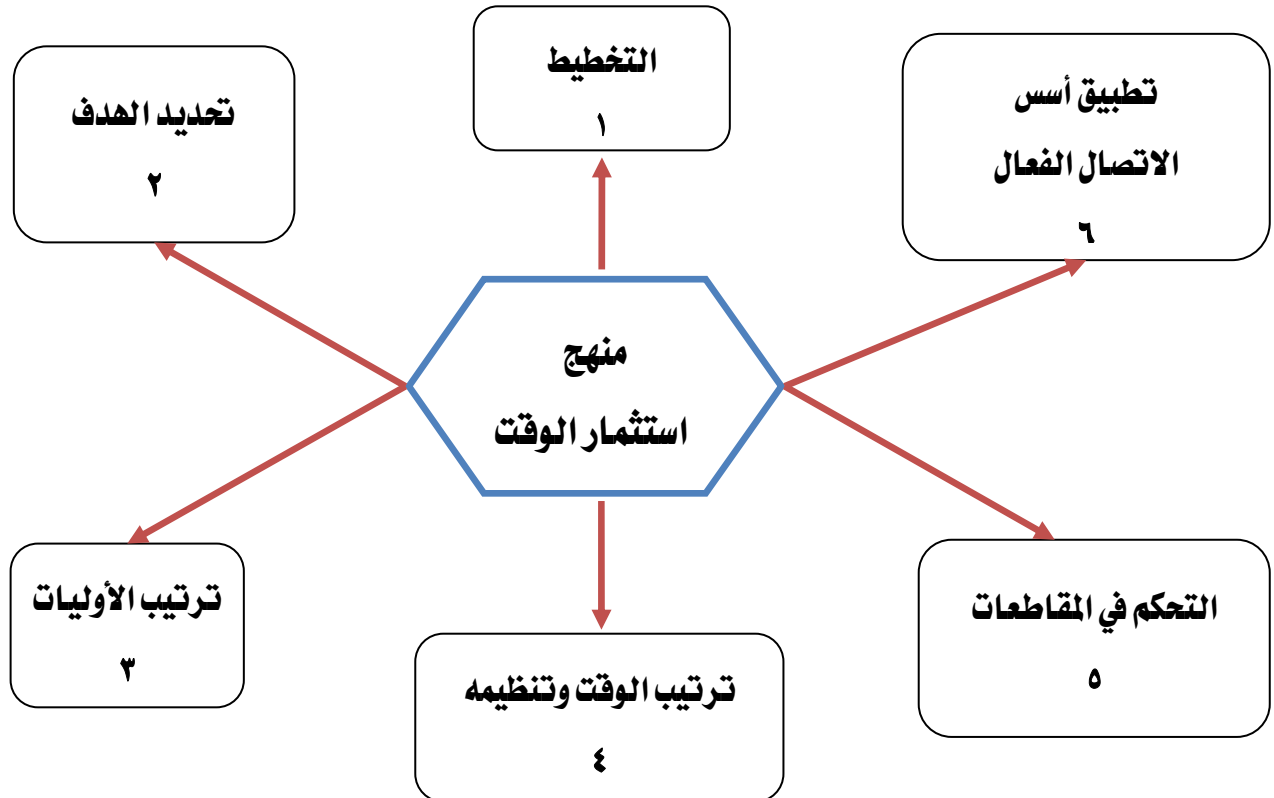 منهج
استثمار الوقت
التخطيط
١
تحديد الهدف
٢
ترتيب الأوليات
٣
ترتيب الوقت وتنظيمه
٤
التحكم في المقاطعات
٥
تطبيق أسس
الاتصال الفعال
٦